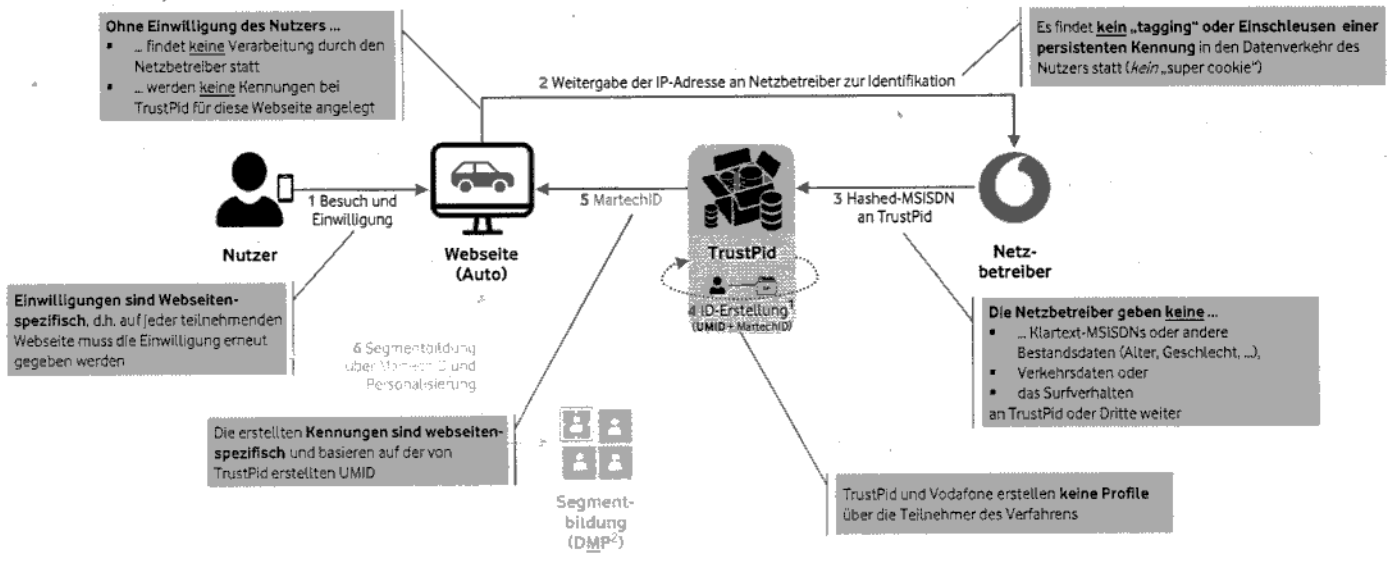 Ohne Einwilligung des Nutzers ...
▪ ... findet keine Verarbeitung durch den
Netzbetreiber statt
▪ ... werden keine Kennungen bei
TrustPid für diese Webseite angelegt
Es findet kein „tagging" oder Einschleusen einer
persistenten Kennung in den Datenverkehr des
Nutzers statt (kein „super cookie")
2 Weitergabe der IP-Adresse an Netzbetreiber zur Identifikation
1 Besuch und
Einwilligung
5 MartechID
3 Hashed-MSISDN
an TrustPid
Nutzer
Webseite
(Auto)
TrustPid
Netz-
betreiber
4 ID-Erstellung1
(UMID + MartechID)
Einwilligungen sind Webseiten-
spezifisch, d.h. auf jeder teilnehmenden
Webseite muss die Einwilligung erneut
gegeben werden
Die Netzbetreiber geben keine ...
▪ ... Klartext-MSISDNs oder andere
Bestandsdaten (Alter, Geschlecht, ...),
▪ Verkehrsdaten oder
▪ das Surfverhalten
an TrustPid oder Dritte weiter
6 Segmentbildung
über MartechID und
Personalisierung
Die erstellten Kennungen sind webseiten-
spezifisch und basieren auf der von
TrustPid erstellten UMID
Segment-
bildung
(DMP2)
TrustPid und Vodafone erstellen keine Profile
über die Teilnehmer des Verfahrens